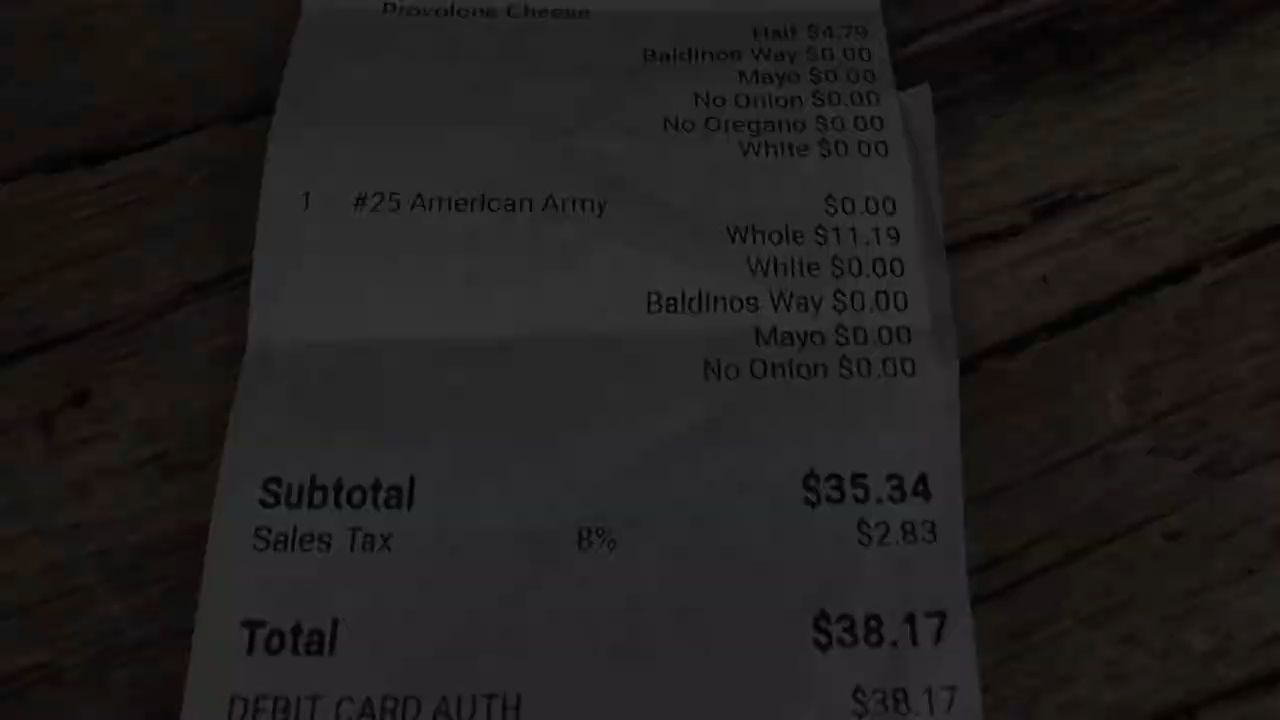 Provolone Cheese
Half $4.79
Baldinos Way $0.00
Mayo $0.00
No Onion $0.00
No Oregano $0.00
White $0.00
1 #25 American Army $0.00
Whole $11.19
White $0.00
Baldinos Way $0.00
Mayo $0.00
No Onion $0.00
Subtotal $35.34
Sales Tax 8% $2.83
Total $38.17
DEBIT CARD AUTH $38.17